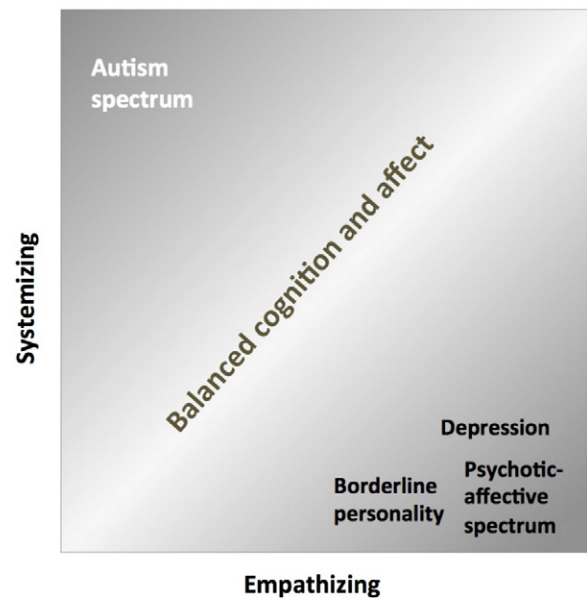 Autism
spectrum
Balanced cognition and affect
Systemizing
Depression
Borderline
personality
Psychotic-
affective
spectrum
Empathizing